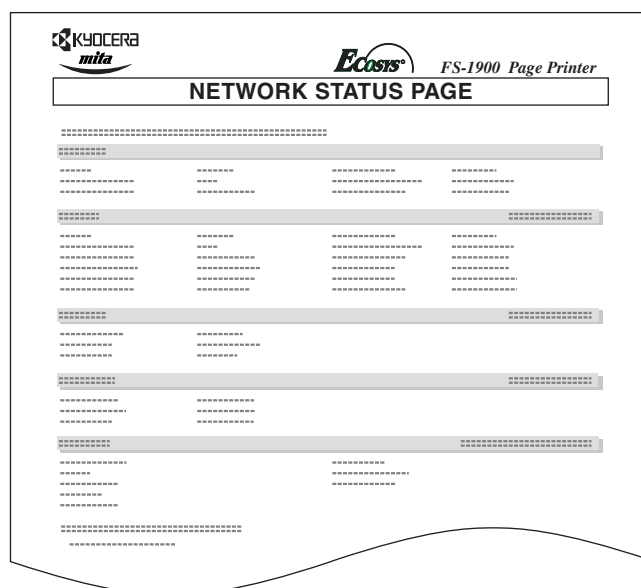 KYOCERA
mita
Ecosys
FS-1900 Page Printer
NETWORK STATUS PAGE